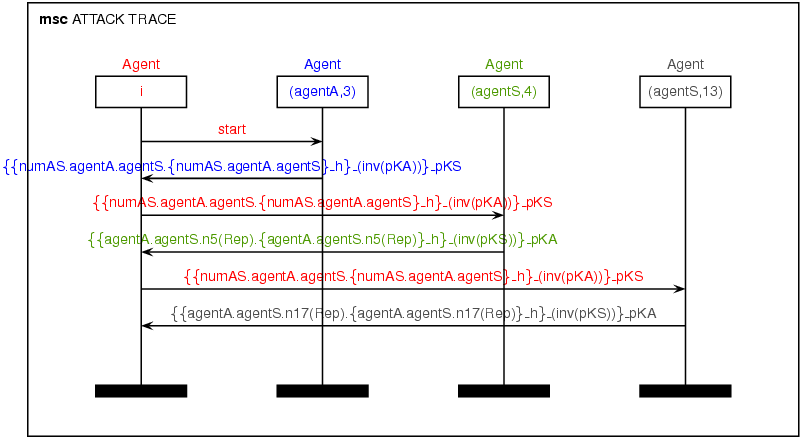 msc ATTACK TRACE
Agent Agent Agent Agent
i (agentA,3) (agentS,4) (agentS,13)
start
{{numAS.agentA.agentS.{numAS.agentA.agentS}_h}_(inv(pKA))}_pKS
{{numAS.agentA.agentS.{numAS.agentA.agentS}_h}_(inv(pKA))}_pKS
{{agentA.agentS.n5(Rep).{agentA.agentS.n5(Rep)}_h}_(inv(pKS))}_pKA
{{numAS.agentA.agentS.{numAS.agentA.agentS}_h}_(inv(pKA))}_pKS
{{agentA.agentS.n17(Rep).{agentA.agentS.n17(Rep)}_h}_(inv(pKS))}_pKA